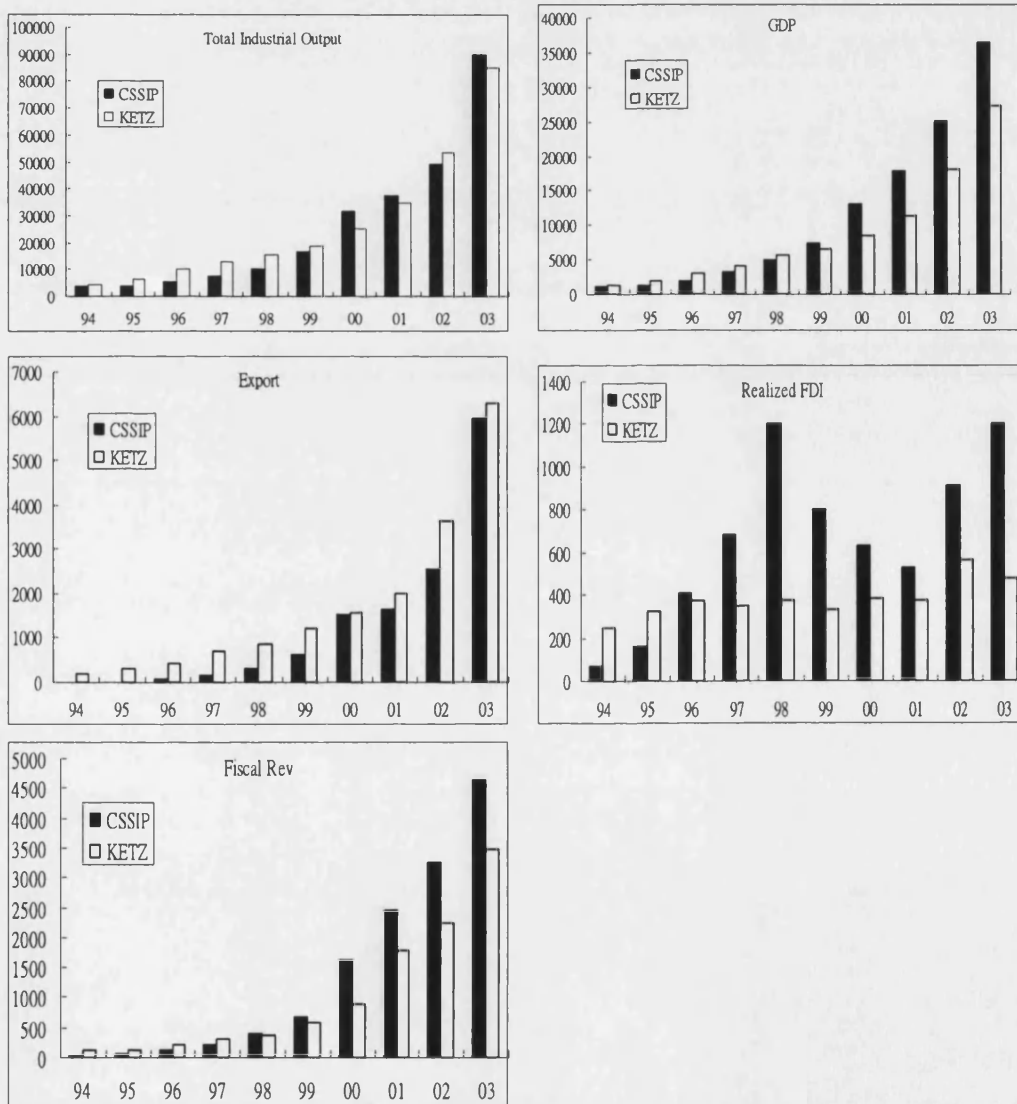 Total Industrial Output
CSSIP
KETZ
100000
90000
80000
70000
60000
50000
40000
30000
20000
10000
0
94 95 96 97 98 99 00 01 02 03
GDP
CSSIP
KETZ
40000
35000
30000
25000
20000
15000
10000
5000
0
94 95 96 97 98 99 00 01 02 03
Export
CSSIP
KETZ
7000
6000
5000
4000
3000
2000
1000
0
94 95 96 97 98 99 00 01 02 03
Realized FDI
CSSIP
KETZ
1400
1200
1000
800
600
400
200
0
94 95 96 97 98 99 00 01 02 03
Fiscal Rev
CSSIP
KETZ
5000
4500
4000
3500
3000
2500
2000
1500
1000
500
0
94 95 96 97 98 99 00 01 02 03